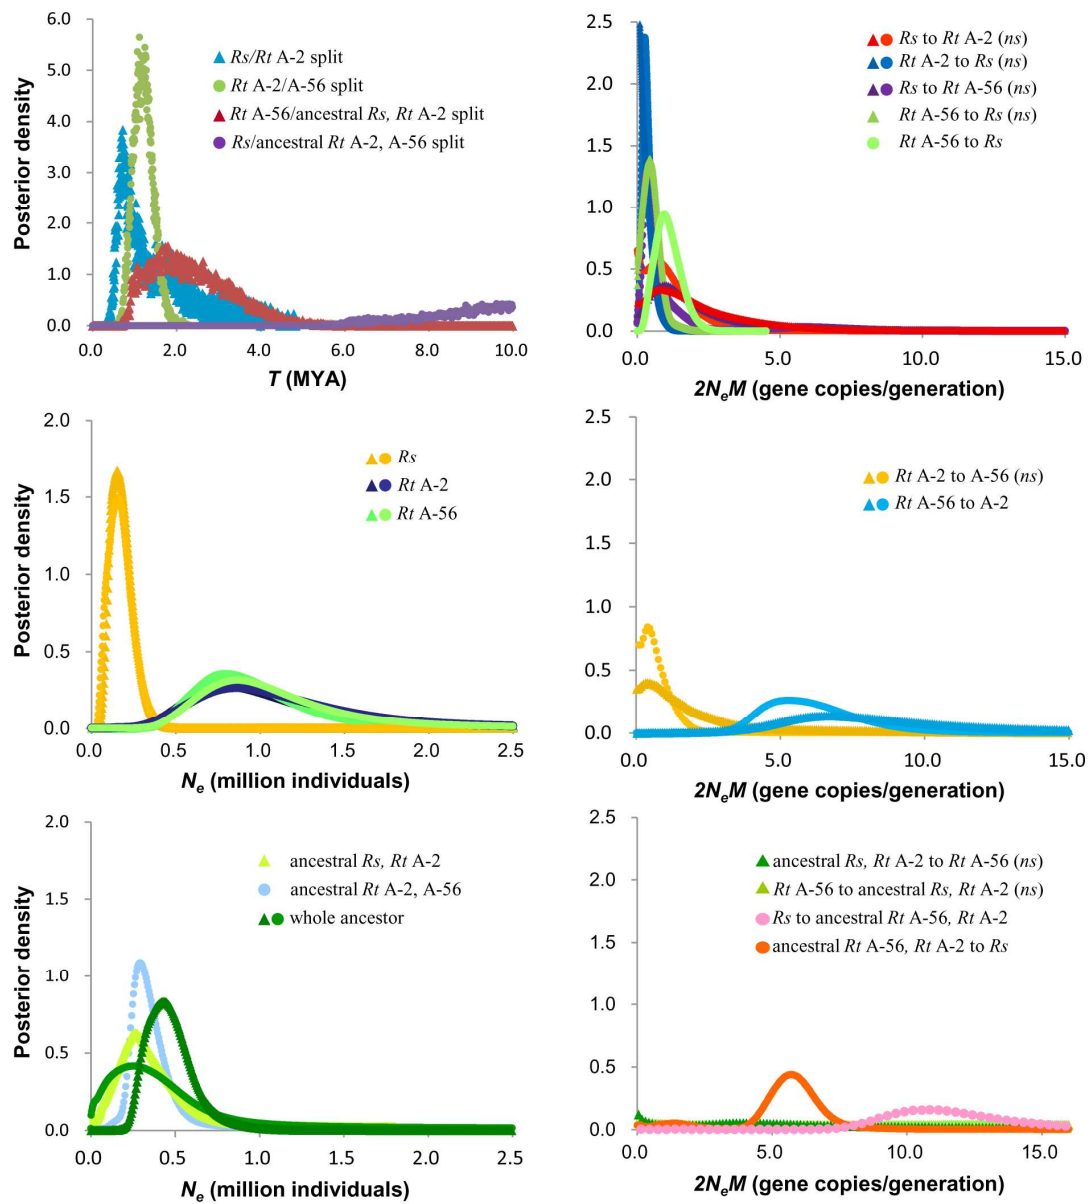 6.0
5.0
4.0
3.0
2.0
1.0
0.0
Posterior density
Rs/Rt A-2 split
Rt A-2/A-56 split
Rt A-56/ancestral Rs, Rt A-2 split
Rs/ancestral Rt A-2, A-56 split
0.0 2.0 4.0 6.0 8.0 10.0
T (MYA)
2.5
2.0
1.5
1.0
0.5
0.0
Rs to Rt A-2 (ns)
Rt A-2 to Rs (ns)
Rs to Rt A-56 (ns)
Rt A-56 to Rs (ns)
Rt A-56 to Rs
0.0 5.0 10.0 15.0
2NeM (gene copies/generation)
2.0
1.5
1.0
0.5
0.0
Posterior density
Rs
Rt A-2
Rt A-56
0.0 0.5 1.0 1.5 2.0 2.5
Ne (million individuals)
2.5
2.0
1.5
1.0
0.5
0.0
Rt A-2 to A-56 (ns)
Rt A-56 to A-2
0.0 5.0 10.0 15.0
2NeM (gene copies/generation)
2.0
1.5
1.0
0.5
0.0
Posterior density
ancestral Rs, Rt A-2
ancestral Rt A-2, A-56
whole ancestor
0.0 0.5 1.0 1.5 2.0 2.5
Ne (million individuals)
2.5
2.0
1.5
1.0
0.5
0.0
ancestral Rs, Rt A-2 to Rt A-56 (ns)
Rt A-56 to ancestral Rs, Rt A-2 (ns)
Rs to ancestral Rt A-56, Rt A-2
ancestral Rt A-56, Rt A-2 to Rs
0.0 5.0 10.0 15.0
2NeM (gene copies/generation)